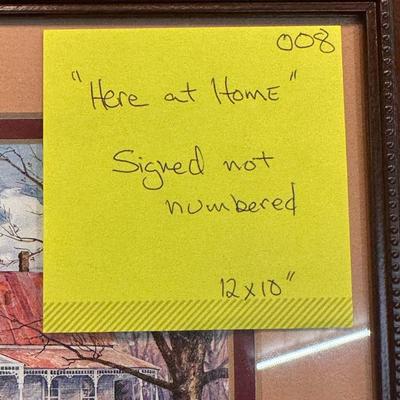 008
"Here at Home"
Signed not
numbered
12x10"